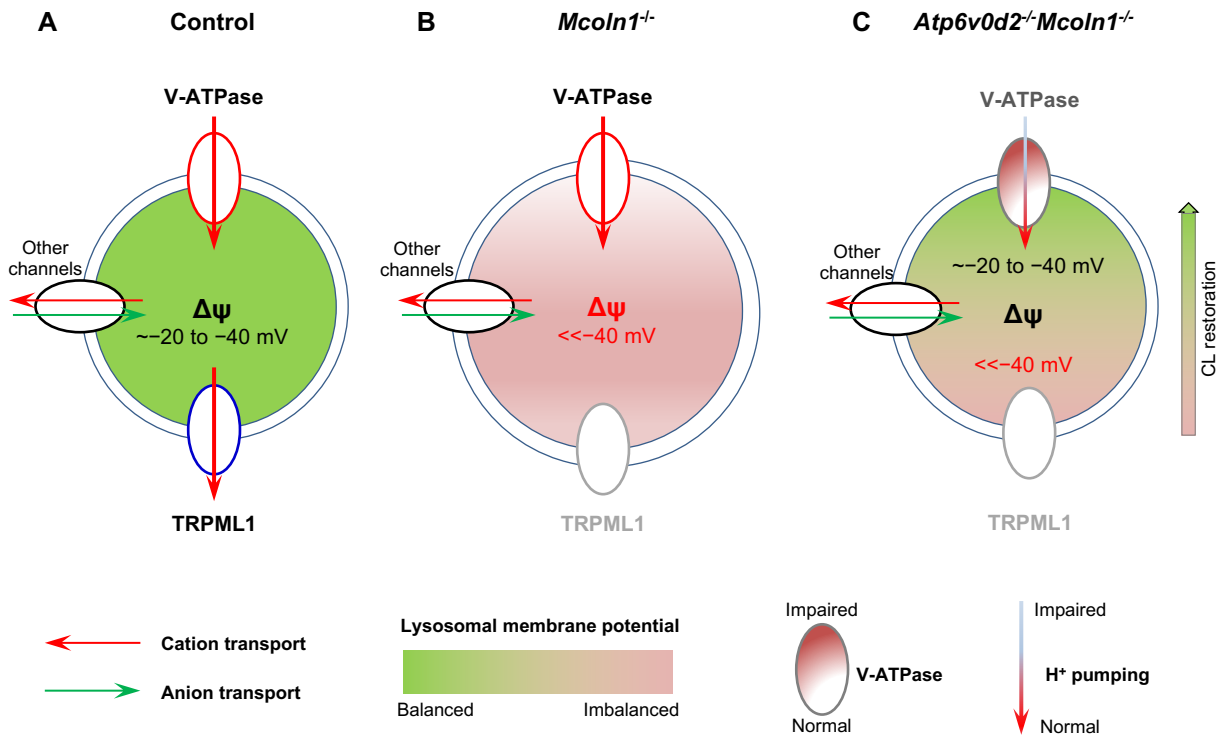 A
Control
V-ATPase
Other
channels
Δψ
~−20 to −40 mV
TRPML1
B
Mcoln1-/-
V-ATPase
Other
channels
Δψ
<<−40 mV
TRPML1
C
Atp6v0d2-/-Mcoln1-/-
V-ATPase
Other
channels
~−20 to −40 mV
Δψ
<<−40 mV
TRPML1
CL restoration
Cation transport
Anion transport
Lysosomal membrane potential
Balanced
Imbalanced
Impaired
V-ATPase
Normal
Impaired
H+ pumping
Normal